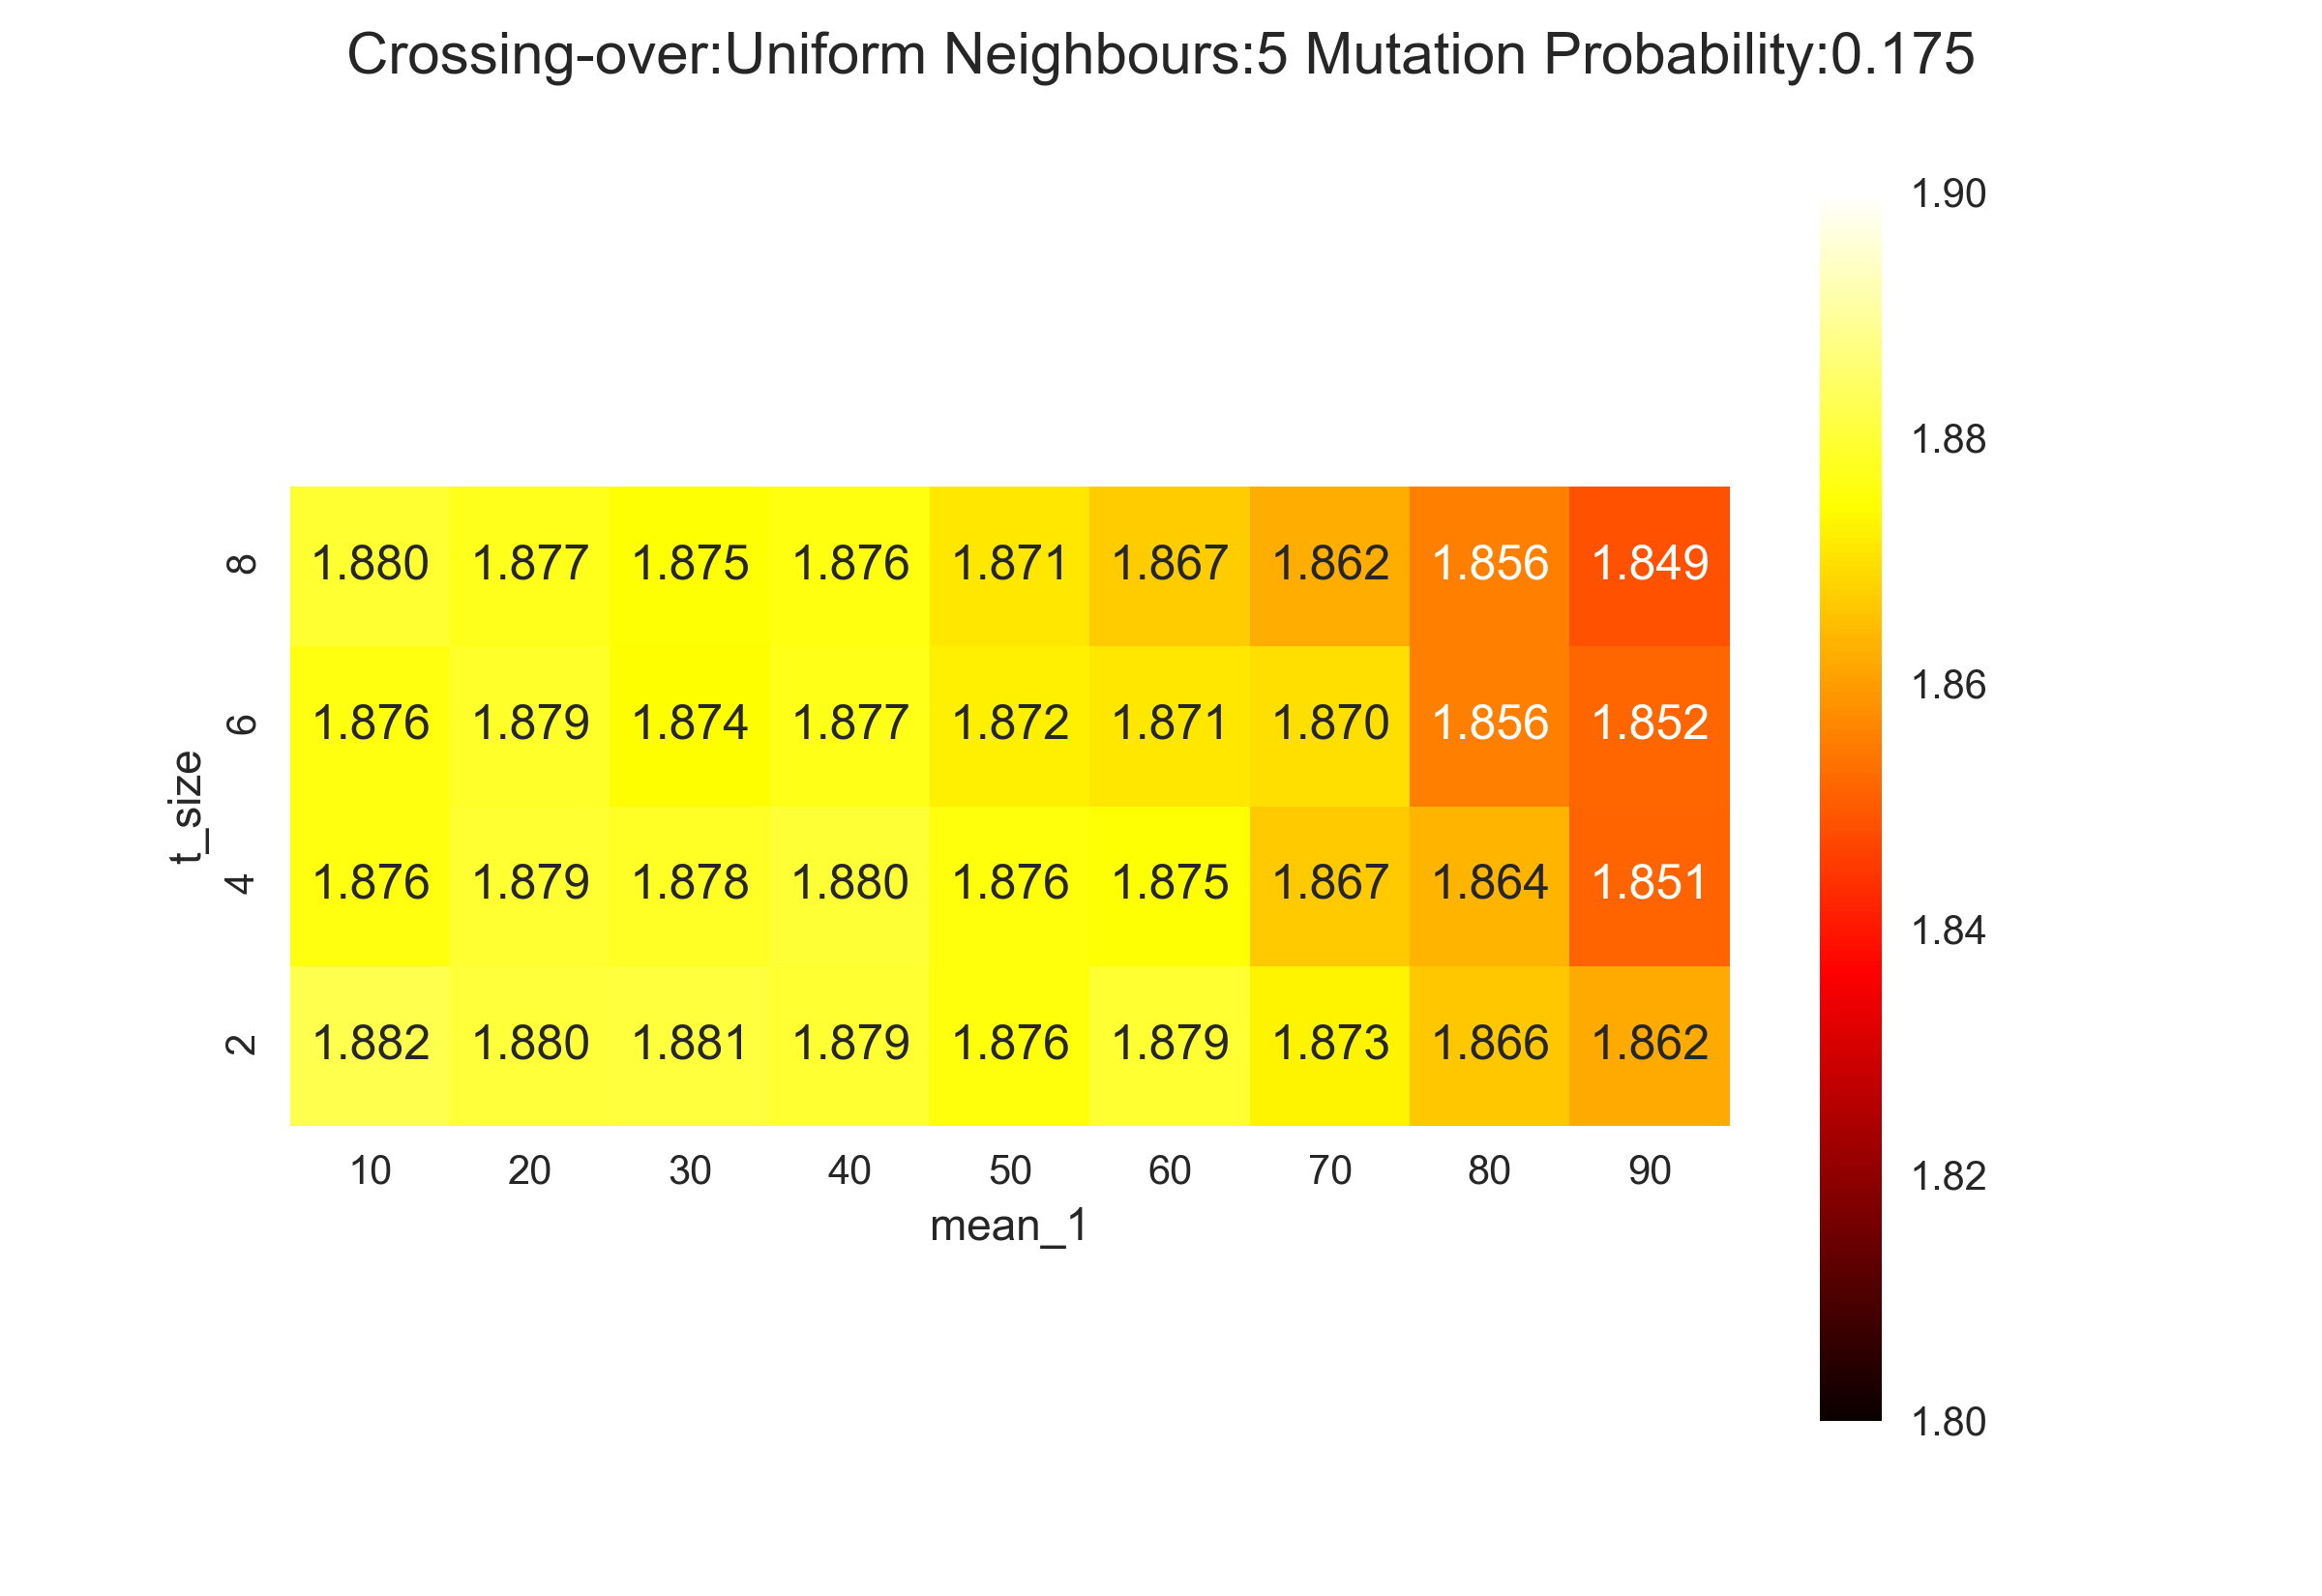 Crossing-over:Uniform Neighbours:5 Mutation Probability:0.175
t_size
8 1.880 1.877 1.875 1.876 1.871 1.867 1.862 1.856 1.849
6 1.876 1.879 1.874 1.877 1.872 1.871 1.870 1.856 1.852
4 1.876 1.879 1.878 1.880 1.876 1.875 1.867 1.864 1.851
2 1.882 1.880 1.881 1.879 1.876 1.879 1.873 1.866 1.862
10 20 30 40 50 60 70 80 90
mean_1
1.90
1.88
1.86
1.84
1.82
1.80